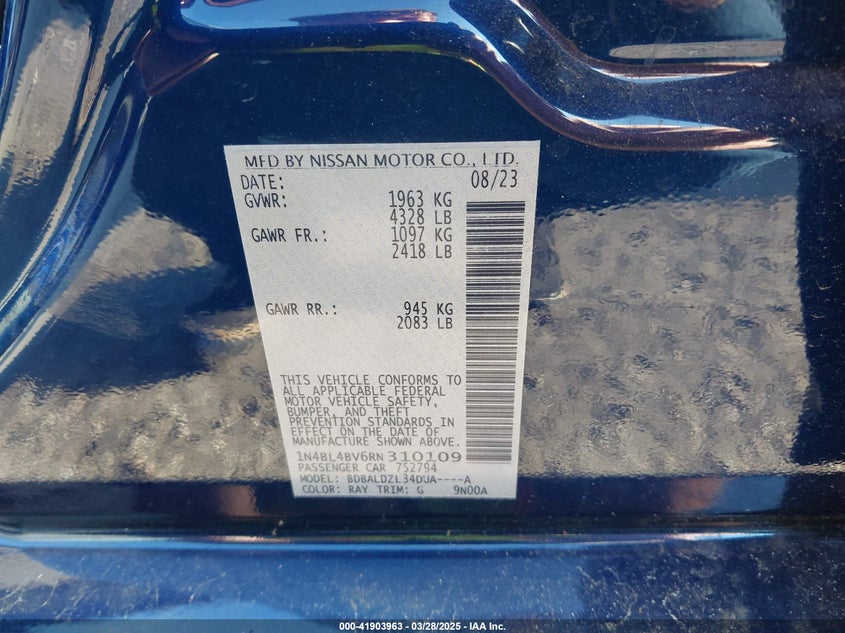 MFD BY NISSAN MOTOR CO., LTD.
DATE: 08/23
GVWR: 1963 KG
4328 LB
GAWR FR.: 1097 KG
2418 LB
GAWR RR.: 945 KG
2083 LB
THIS VEHICLE CONFORMS TO
ALL APPLICABLE FEDERAL
MOTOR VEHICLE SAFETY,
BUMPER, AND THEFT
PREVENTION STANDARDS IN
EFFECT ON THE DATE OF
MANUFACTURE SHOWN ABOVE.
1N4BL4BV6RN310109
PASSENGER CAR 752794
MODEL: BDBALDZL34DUA----A
COLOR: RAY TRIM: G 9N00A
000-41903963 / 03/28/2025 - IAA Inc.